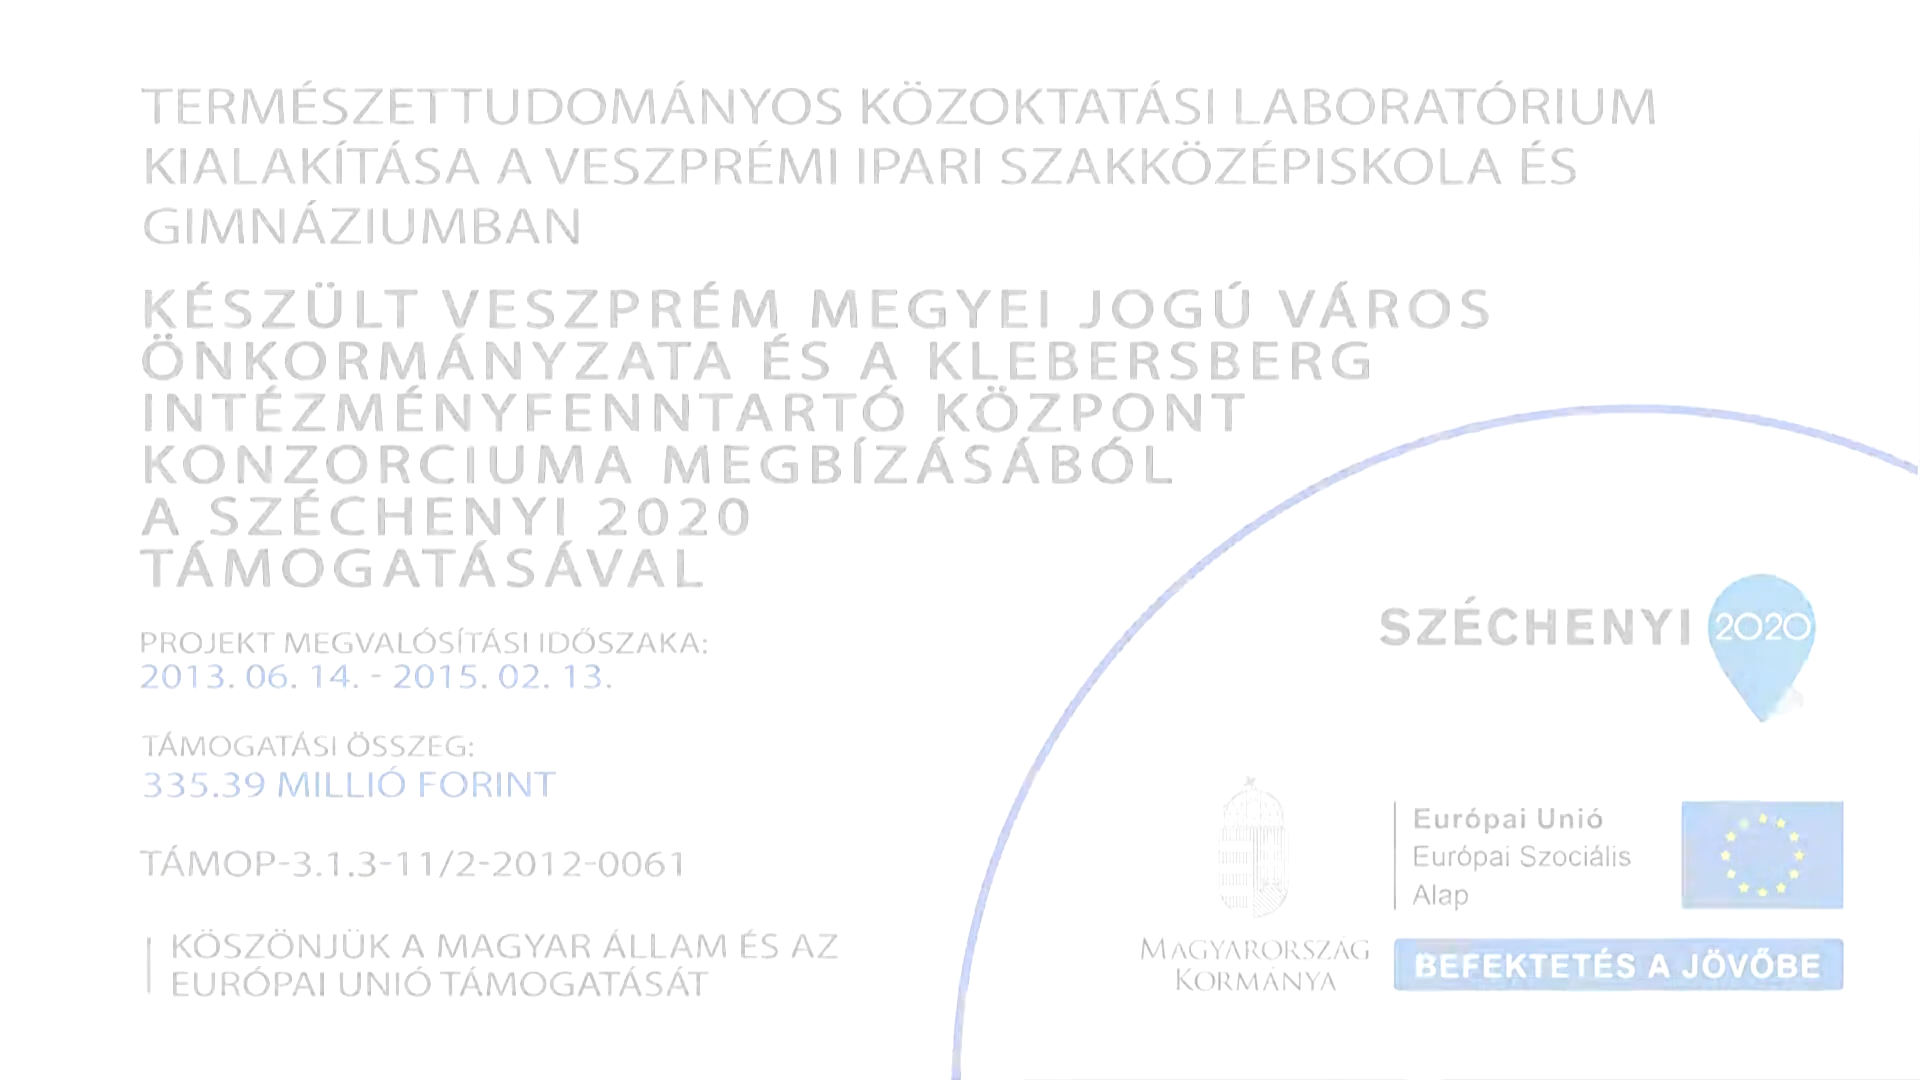 TERMÉSZETTUDOMÁNYOS KÖZOKTATÁSI LABORATÓRIUM
KIALAKÍTÁSA A VESZPRÉMI IPARI SZAKKÖZÉPISKOLA ÉS
GIMNÁZIUMBAN
KÉSZÜLT VESZPRÉM MEGYEI JOGÚ VÁROS
ÖNKORMÁNYZATA ÉS A KLEBERSBERG
INTÉZMÉNYFENNTARTÓ KÖZPONT
KONZORCIUMA MEGBÍZÁSÁBÓL
A SZÉCHENYI 2020
TÁMOGATÁSÁVAL
PROJEKT MEGVALÓSÍTÁSI IDŐSZAKA:
2013. 06. 14. - 2015. 02. 13.
TÁMOGATÁSI ÖSSZEG:
335.39 MILLIÓ FORINT
TÁMOP-3.1.3-11/2-2012-0061
KÖSZÖNJÜK A MAGYAR ÁLLAM ÉS AZ
EURÓPAI UNIÓ TÁMOGATÁSÁT
SZÉCHENYI 2020
MAGYARORSZÁG
KORMÁNYA
Európai Unió
Európai Szociális
Alap
BEFEKTETÉS A JÖVŐBE